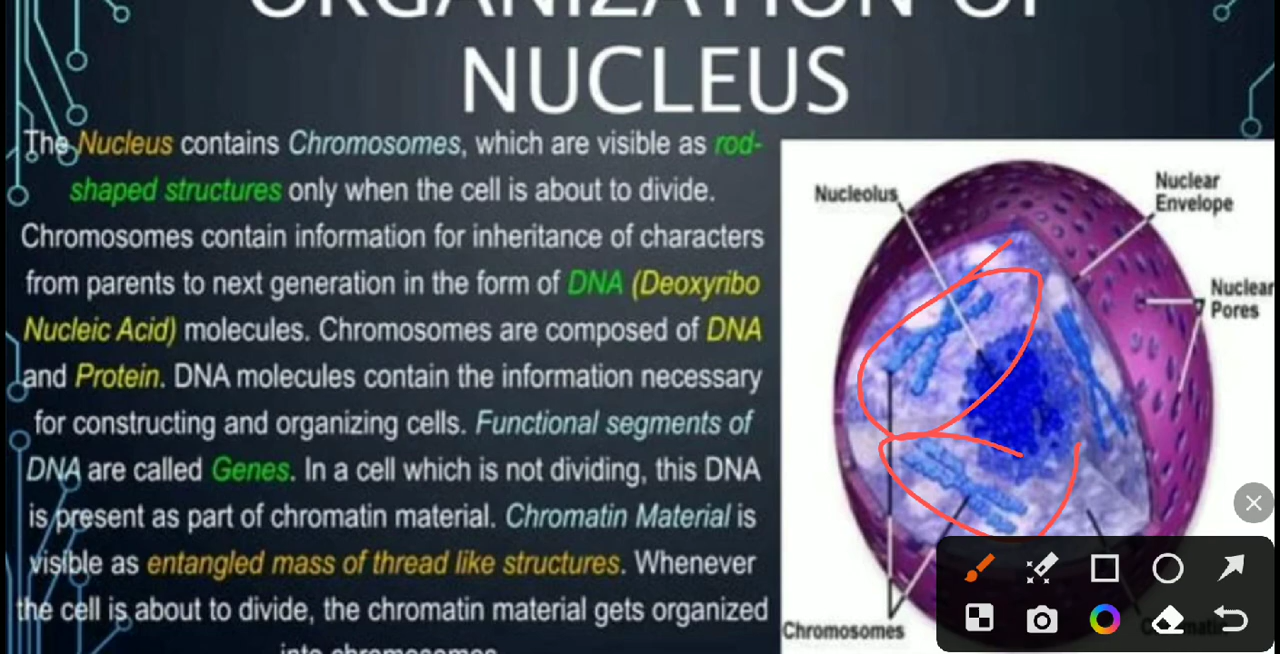 ORGANIZATION OF
NUCLEUS
The Nucleus contains Chromosomes, which are visible as rod-
shaped structures only when the cell is about to divide.
Chromosomes contain information for inheritance of characters
from parents to next generation in the form of DNA (Deoxyribo
Nucleic Acid) molecules. Chromosomes are composed of DNA
and Protein. DNA molecules contain the information necessary
for constructing and organizing cells. Functional segments of
DNA are called Genes. In a cell which is not dividing, this DNA
is present as part of chromatin material. Chromatin Material is
visible as entangled mass of thread like structures. Whenever
the cell is about to divide, the chromatin material gets organized
into chromosomes.
Nucleolus
Nuclear
Envelope
Nuclear
Pores
Chromosomes